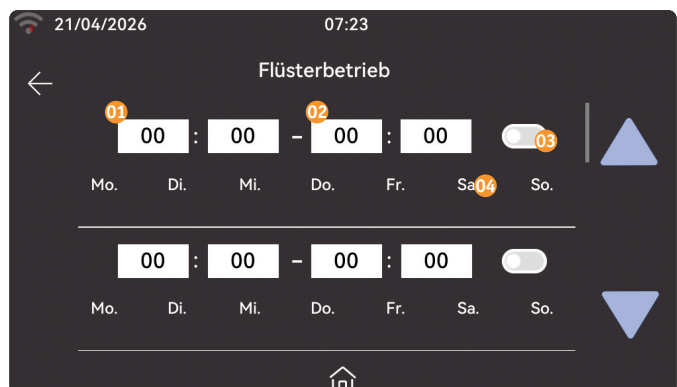 21/04/2026 07:23
Flüsterbetrieb
01 02
00 : 00 – 00 : 00 03
Mo. Di. Mi. Do. Fr. Sa 04 So.
00 : 00 – 00 : 00
Mo. Di. Mi. Do. Fr. Sa. So.